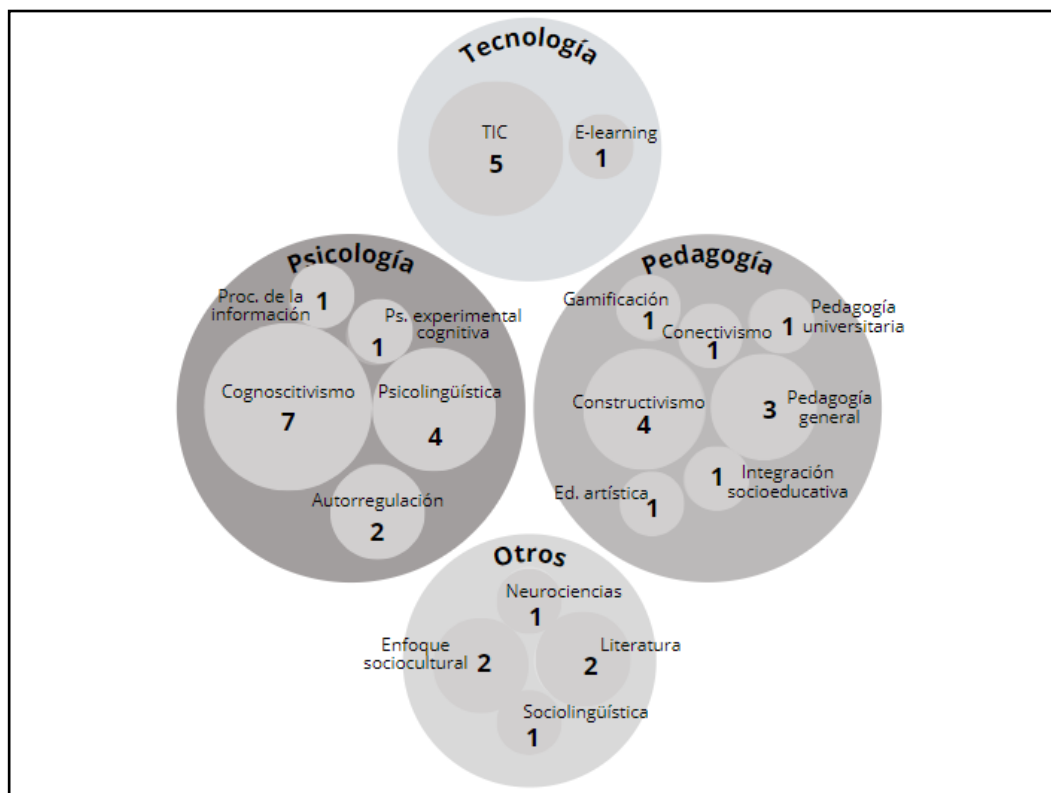 Tecnología
TIC
5
E-learning
1
Psicología
Proc. de la
información
1
Ps. experimental
cognitiva
1
Cognoscitivismo
7
Psicolingüística
4
Autorregulación
2
Pedagogía
Gamificación
1
Conectivismo
1
Pedagogía
universitaria
1
Constructivismo
4
Pedagogía
general
3
Ed. artística
1
Integración
socioeducativa
1
Otros
Neurociencias
1
Enfoque
sociocultural
2
Literatura
2
Sociolingüística
1